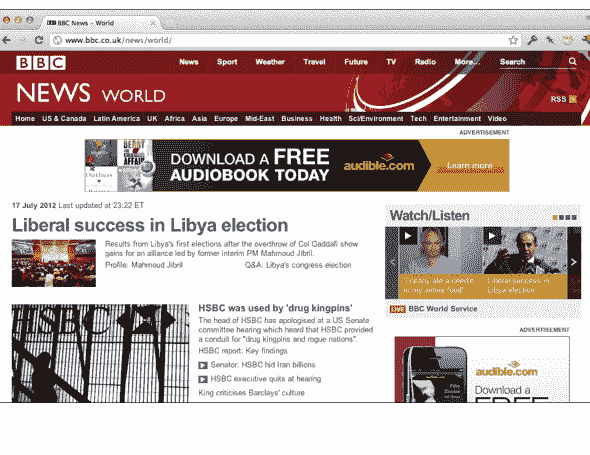 BBC News - World
www.bbc.co.uk/news/world/
BBC
News Sport Weather Travel Future TV Radio More... Search
NEWS WORLD
RSS
Home US & Canada Latin America UK Africa Asia Europe Mid-East Business Health Sci/Environment Tech Entertainment Video
ADVERTISEMENT
DOWNLOAD A FREE
AUDIOBOOK TODAY
audible.com
Learn more
17 July 2012 Last updated at 23:22 ET
Liberal success in Libya election
Results from Libya's first elections after the overthrow of Col Gaddafi show
gains for an alliance led by former interim PM Mahmoud Jibril.
Profile: Mahmoud Jibril
Q&A: Libya's congress election
Watch/Listen
Liberal success in
Libya election
LIVE BBC World Service
HSBC was used by 'drug kingpins'
The head of HSBC has apologised at a US Senate
committee hearing which heard that HSBC provided
a conduit for "drug kingpins and rogue nations".
HSBC report: Key findings
Senator: HSBC hid Iran billions
HSBC executive quits at hearing
King criticises Barclays' culture
HSBC
ADVERTISEMENT
audible.com
Download a
FREE